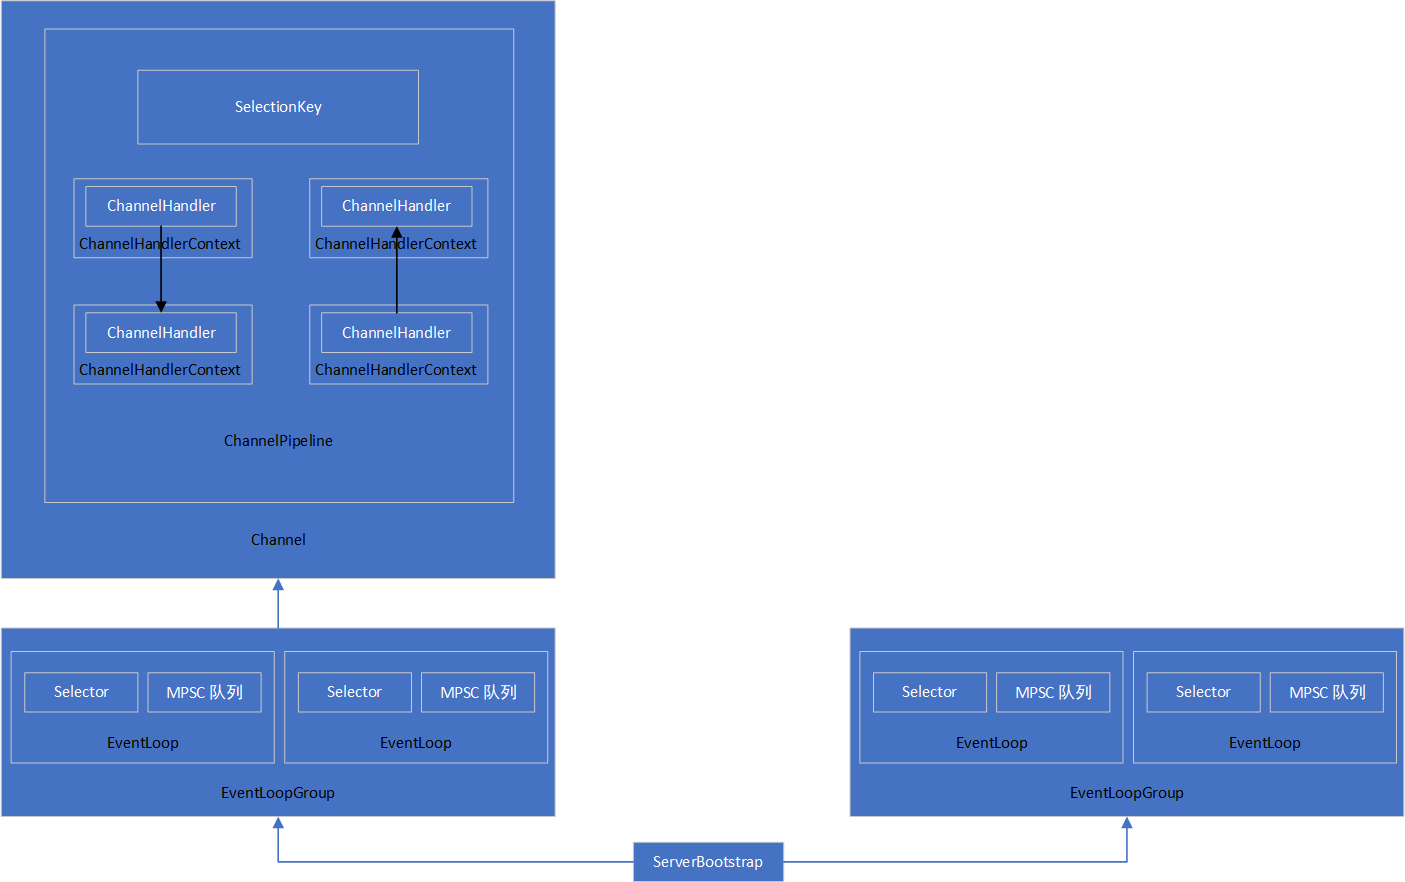 SelectionKey
ChannelHandler
ChannelHandlerContext
ChannelHandler
ChannelHandlerContext
ChannelHandler
ChannelHandlerContext
ChannelHandler
ChannelHandlerContext
ChannelPipeline
Channel
Selector
MPSC 队列
EventLoop
Selector
MPSC 队列
EventLoop
EventLoopGroup
Selector
MPSC 队列
EventLoop
Selector
MPSC 队列
EventLoop
EventLoopGroup
ServerBootstrap